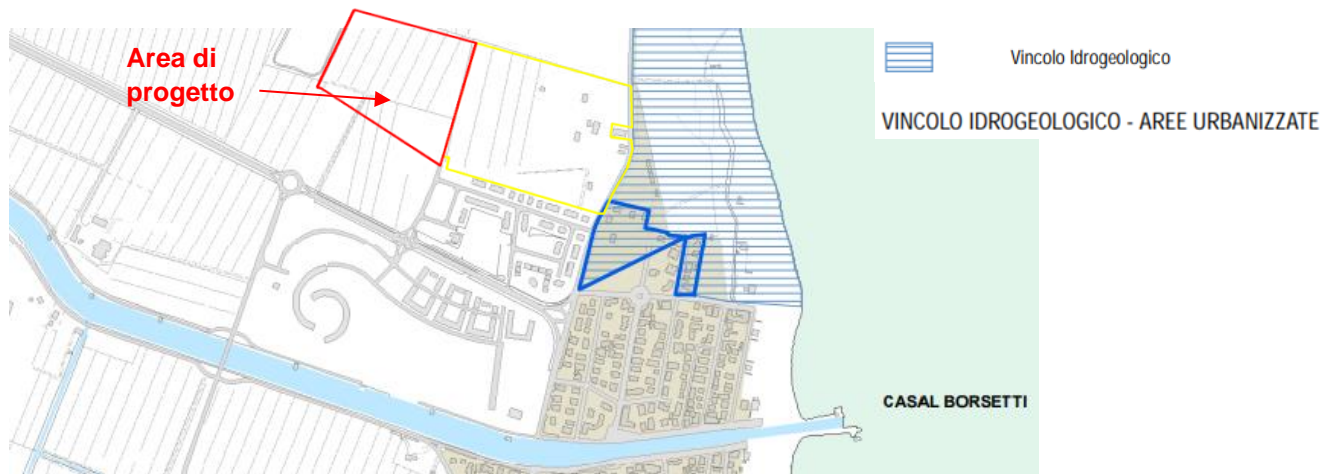 Area di
progetto
Vincolo Idrogeologico
VINCOLO IDROGEOLOGICO - AREE URBANIZZATE
CASAL BORSETTI